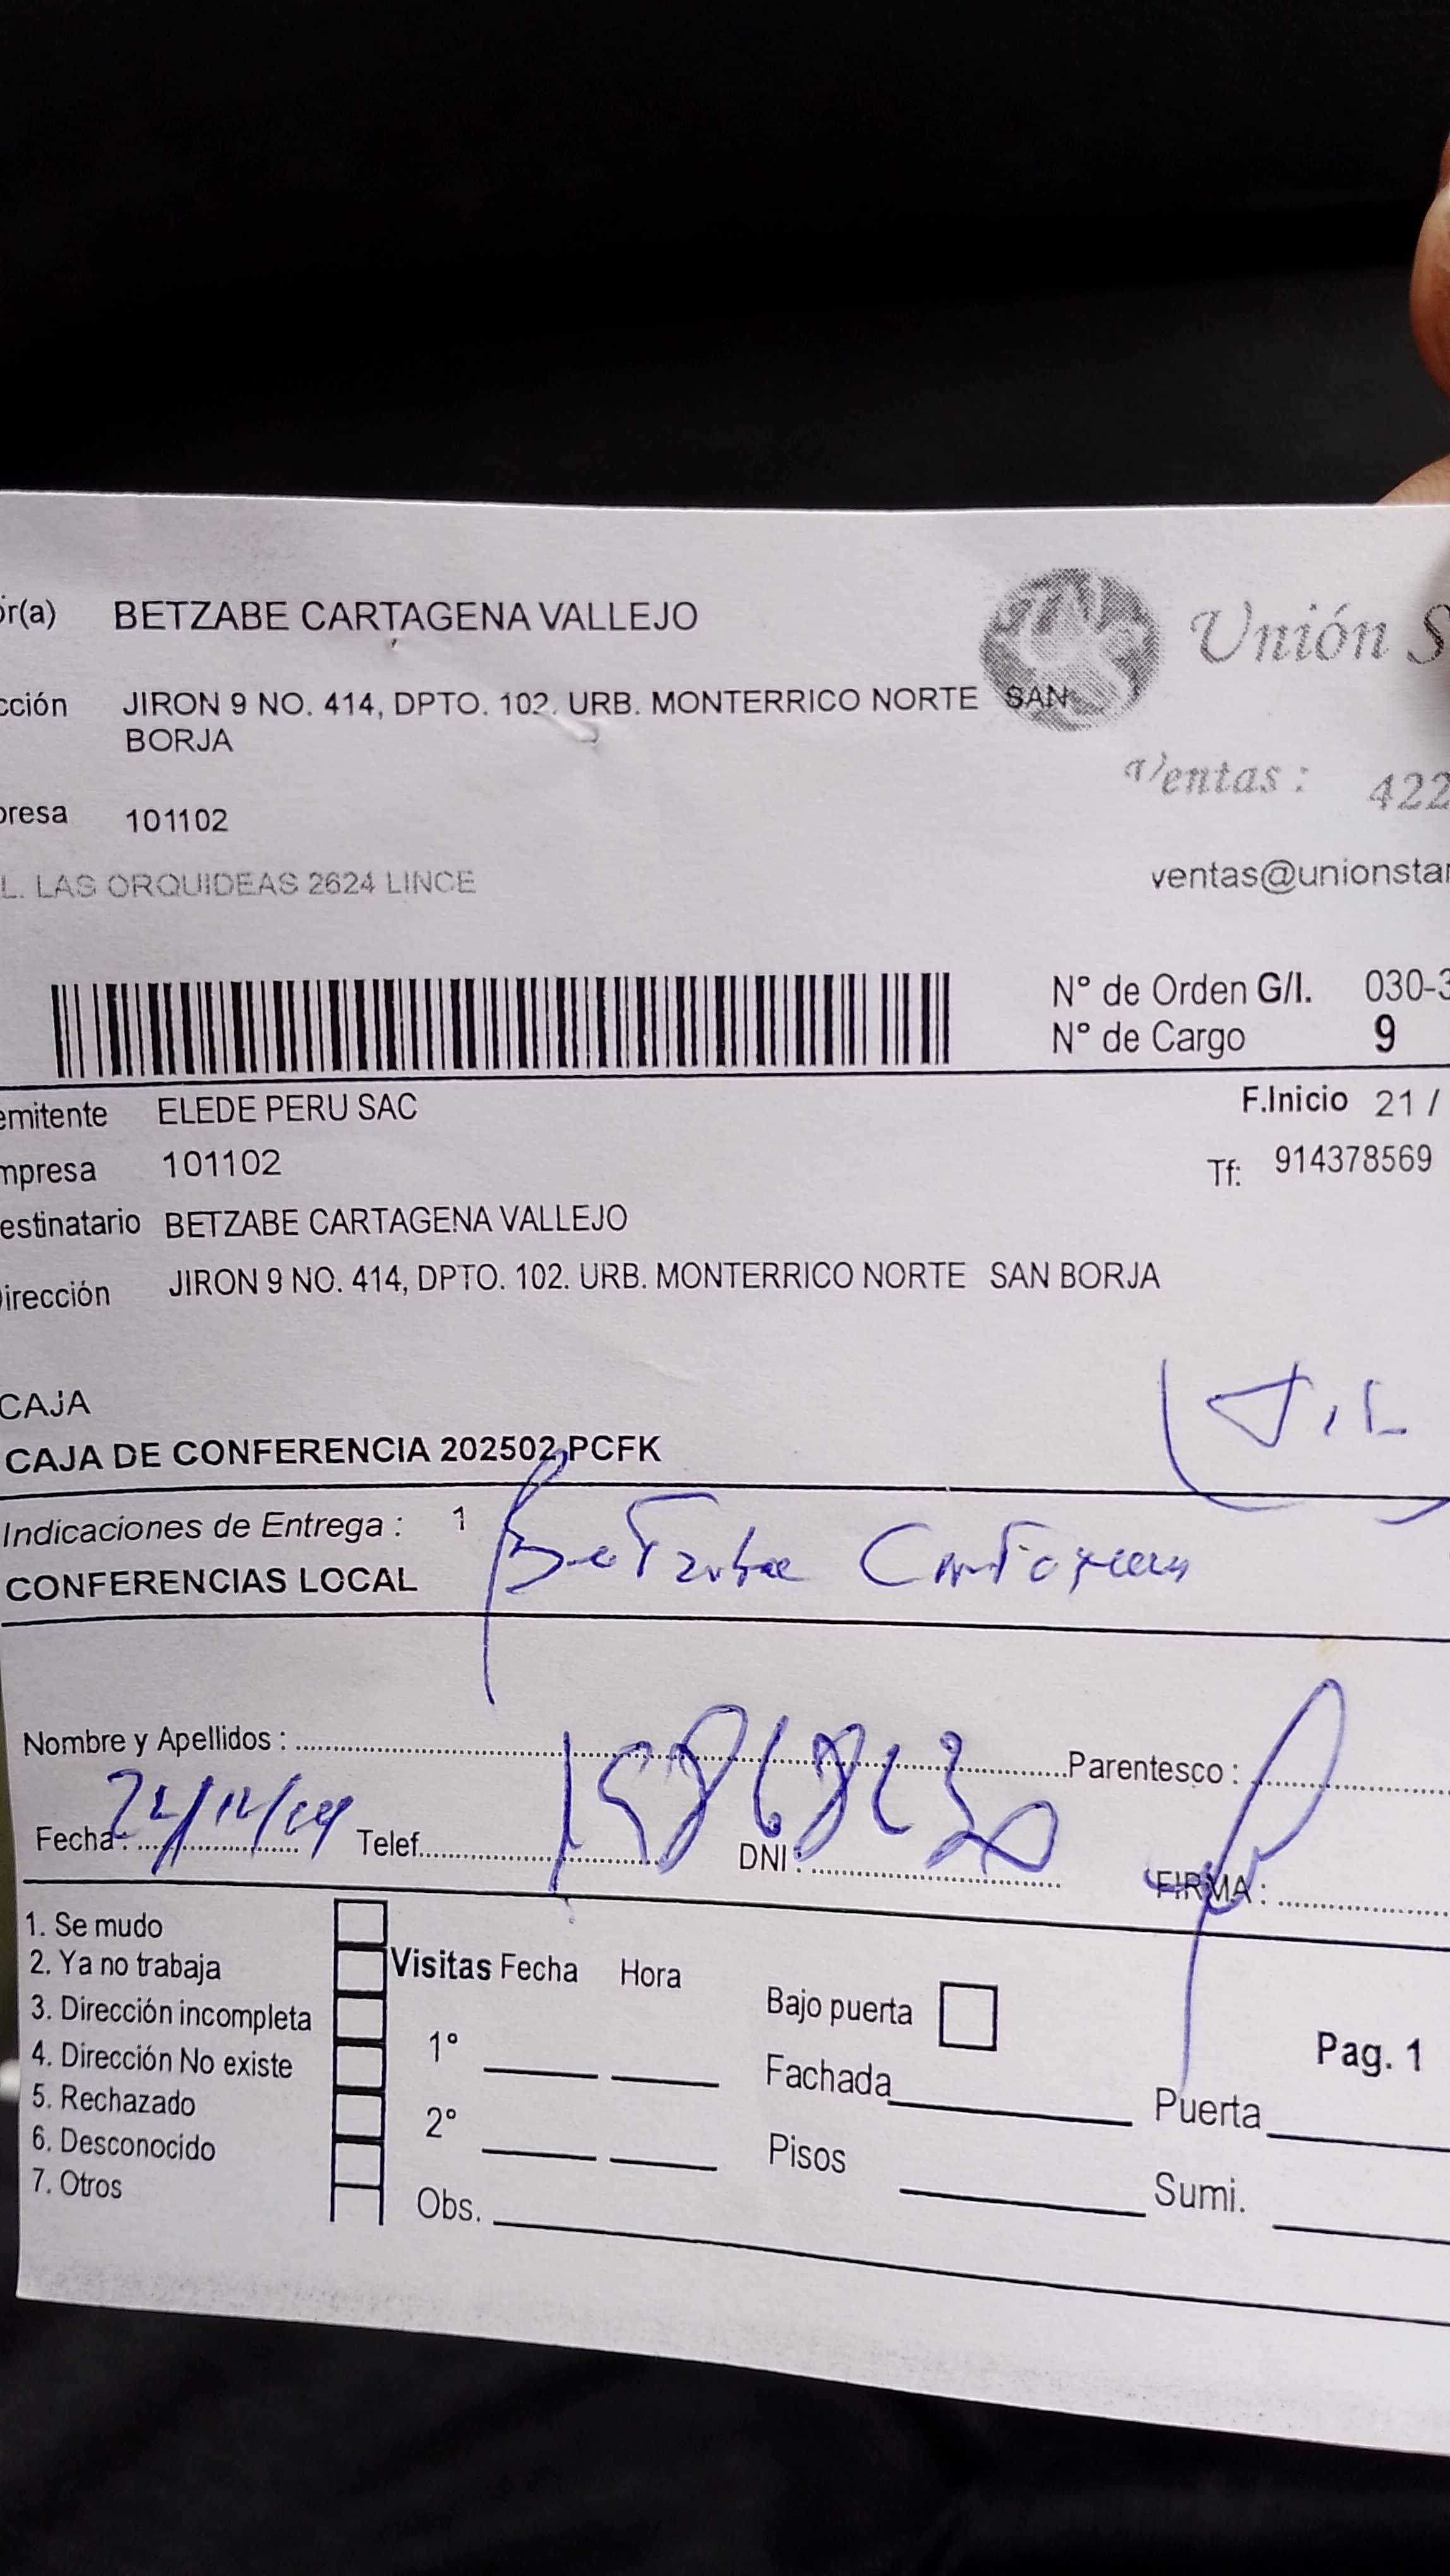 or(a) BETZABE CARTAGENA VALLEJO
Unión S
cción JIRON 9 NO. 414, DPTO. 102. URB. MONTERRICO NORTE SAN
BORJA
Ventas : 422
presa 101102
L. LAS ORQUIDEAS 2624 LINCE
ventas@unionstar
N° de Orden G/I. 030-3
N° de Cargo 9
emitente ELEDE PERU SAC
F.Inicio 21 /
mpresa 101102
Tf: 914378569
estinatario BETZABE CARTAGENA VALLEJO
irección JIRON 9 NO. 414, DPTO. 102. URB. MONTERRICO NORTE SAN BORJA
CAJA
CAJA DE CONFERENCIA 202502 PCFK
Indicaciones de Entrega : 1
Betzabe Cartagena
CONFERENCIAS LOCAL
Nombre y Apellidos :
Parentesco :
Fecha :
Telef.
DNI :
FIRMA :
1. Se mudo
2. Ya no trabaja
3. Dirección incompleta
4. Dirección No existe
5. Rechazado
6. Desconocido
7. Otros
Visitas Fecha Hora
1°
2°
Obs.
Bajo puerta
Fachada
Pisos
Pag. 1
Puerta
Sumi.